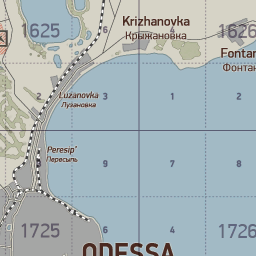 Krizhanovka
Крыжановка
1625
1626
6
Fontan
Фонтан
2
Luzanovka
Лузановка
3
1
2
Peresip'
Пересыпь
9
7
8
1725
1726
6
4
ODESSA